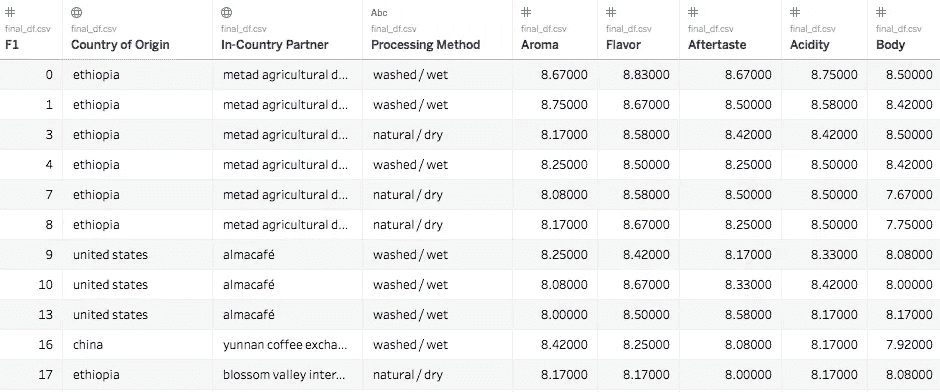 # # # # # #
Abc
final_df.csv final_df.csv final_df.csv final_df.csv final_df.csv final_df.csv final_df.csv final_df.csv final_df.csv
F1 Country of Origin In-Country Partner Processing Method Aroma Flavor Aftertaste Acidity Body
0 ethiopia metad agricultural d... washed / wet 8.67000 8.83000 8.67000 8.75000 8.50000
1 ethiopia metad agricultural d... washed / wet 8.75000 8.67000 8.50000 8.58000 8.42000
3 ethiopia metad agricultural d... natural / dry 8.17000 8.58000 8.42000 8.42000 8.50000
4 ethiopia metad agricultural d... washed / wet 8.25000 8.50000 8.25000 8.50000 8.42000
7 ethiopia metad agricultural d... natural / dry 8.08000 8.58000 8.50000 8.50000 7.67000
8 ethiopia metad agricultural d... natural / dry 8.17000 8.67000 8.25000 8.50000 7.75000
9 united states almacafé washed / wet 8.25000 8.42000 8.17000 8.33000 8.08000
10 united states almacafé washed / wet 8.08000 8.67000 8.33000 8.42000 8.00000
13 united states almacafé washed / wet 8.00000 8.50000 8.58000 8.17000 8.17000
16 china yunnan coffee excha... washed / wet 8.42000 8.25000 8.08000 8.17000 7.92000
17 ethiopia blossom valley inter... natural / dry 8.17000 8.17000 8.00000 8.17000 8.08000